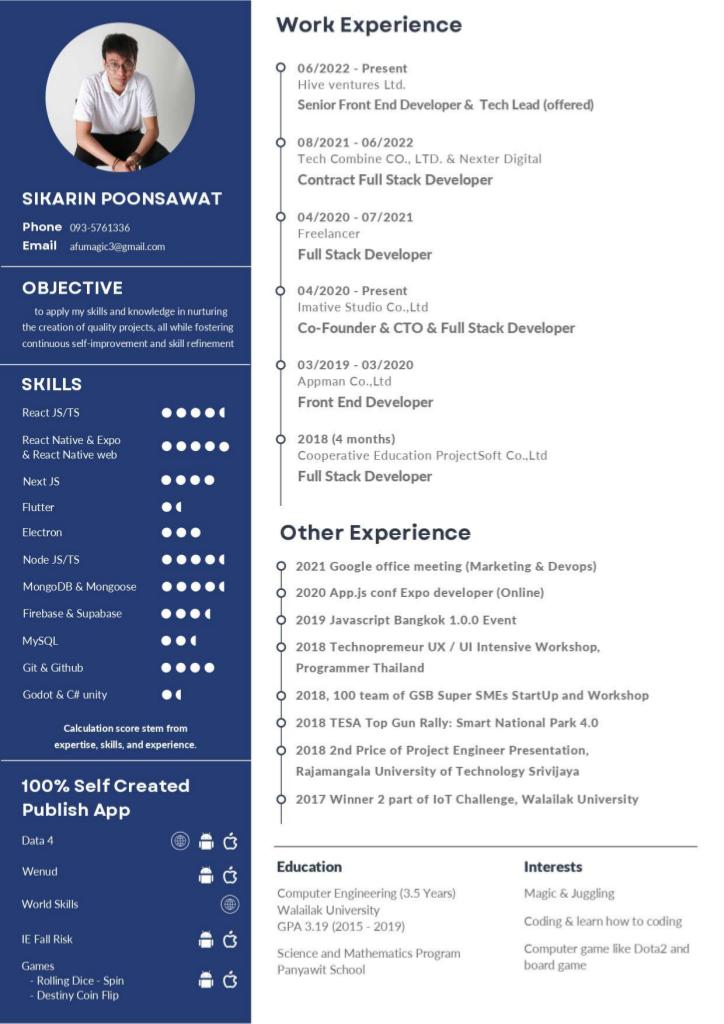 SIKARIN POONSAWAT
Phone 093-5761336
Email afumagic3@gmail.com
OBJECTIVE
to apply my skills and knowledge in nurturing
the creation of quality projects, all while fostering
continuous self-improvement and skill refinement
SKILLS
React JS/TS
React Native & Expo
& React Native web
Next JS
Flutter
Electron
Node JS/TS
MongoDB & Mongoose
Firebase & Supabase
MySQL
Git & Github
Godot & C# unity
Calculation score stem from
expertise, skills, and experience.
100% Self Created
Publish App
Data 4
Wenud
World Skills
IE Fall Risk
Games
- Rolling Dice - Spin
- Destiny Coin Flip
Work Experience
06/2022 - Present
Hive ventures Ltd.
Senior Front End Developer & Tech Lead (offered)
08/2021 - 06/2022
Tech Combine CO., LTD. & Nexter Digital
Contract Full Stack Developer
04/2020 - 07/2021
Freelancer
Full Stack Developer
04/2020 - Present
Imative Studio Co.,Ltd
Co-Founder & CTO & Full Stack Developer
03/2019 - 03/2020
Appman Co.,Ltd
Front End Developer
2018 (4 months)
Cooperative Education ProjectSoft Co.,Ltd
Full Stack Developer
Other Experience
2021 Google office meeting (Marketing & Devops)
2020 App.js conf Expo developer (Online)
2019 Javascript Bangkok 1.0.0 Event
2018 Technopremeur UX / UI Intensive Workshop,
Programmer Thailand
2018, 100 team of GSB Super SMEs StartUp and Workshop
2018 TESA Top Gun Rally: Smart National Park 4.0
2018 2nd Price of Project Engineer Presentation,
Rajamangala University of Technology Srivijaya
2017 Winner 2 part of IoT Challenge, Walailak University
Education
Computer Engineering (3.5 Years)
Walailak University
GPA 3.19 (2015 - 2019)
Science and Mathematics Program
Panyawit School
Interests
Magic & Juggling
Coding & learn how to coding
Computer game like Dota2 and
board game